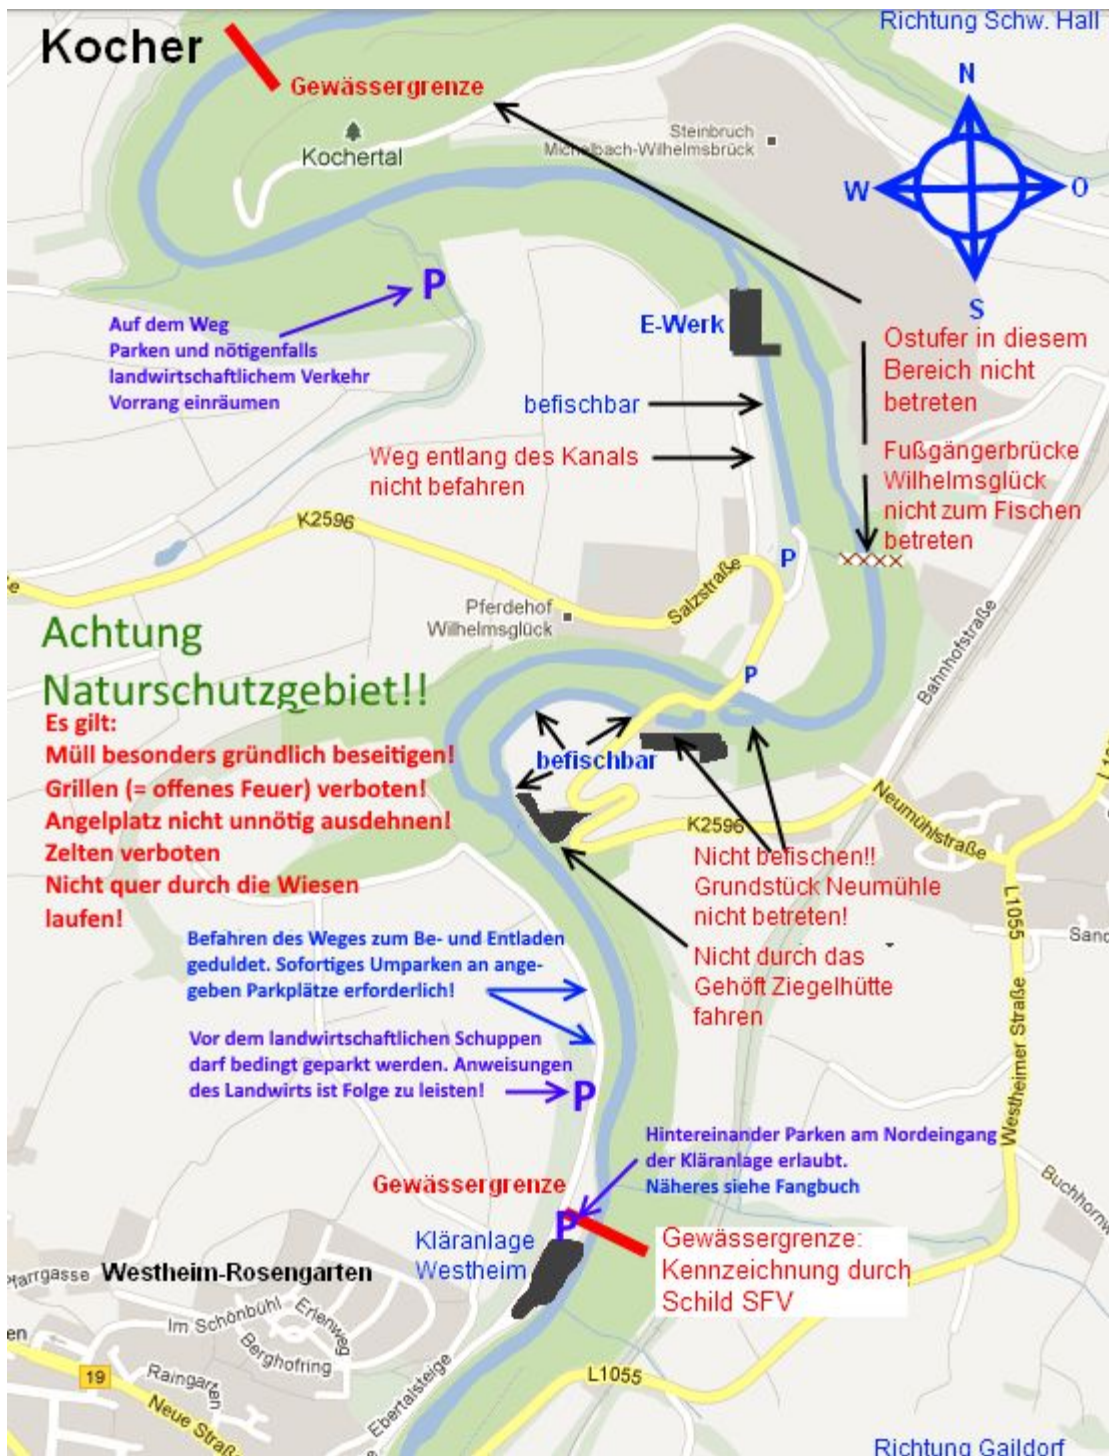 Kocher
Richtung Schw. Hall
Gewässergrenze
Kochertal
Steinbruch
Michelbach-Wilhelmsbrück
N
W
O
S
P
E-Werk
Auf dem Weg
Parken und nötigenfalls
landwirtschaftlichem Verkehr
Vorrang einräumen
Ostufer in diesem
Bereich nicht
betreten
befischbar
Weg entlang des Kanals
nicht befahren
Fußgängerbrücke
Wilhelmsglück
nicht zum Fischen
betreten
K2596
P
Salzstraße
Pferdehof
Wilhelmsglück
Bahnhofstraße
Achtung
Naturschutzgebiet!!
P
Es gilt:
Müll besonders gründlich beseitigen!
Grillen (= offenes Feuer) verboten!
Angelplatz nicht unnötig ausdehnen!
Zelten verboten
Nicht quer durch die Wiesen
laufen!
befischbar
K2596
Neumühlstraße
Nicht befischen!!
Grundstück Neumühle
nicht betreten!
L1055
Nicht durch das
Gehöft Ziegelhütte
fahren
Befahren des Weges zum Be- und Entladen
geduldet. Sofortiges Umparken an ange-
geben Parkplätze erforderlich!
Vor dem landwirtschaftlichen Schuppen
darf bedingt geparkt werden. Anweisungen
des Landwirts ist Folge zu leisten!
P
Westheimer Straße
Hintereinander Parken am Nordeingang
der Kläranlage erlaubt.
Näheres siehe Fangbuch
Gewässergrenze
P
Kläranlage
Westheim
Gewässergrenze:
Kennzeichnung durch
Schild SFV
Westheim-Rosengarten
Im Schönbühl
Erlenweg
Berghofring
Raingarten
19
Ebertalsteige
L1055
Richtung Gaildorf